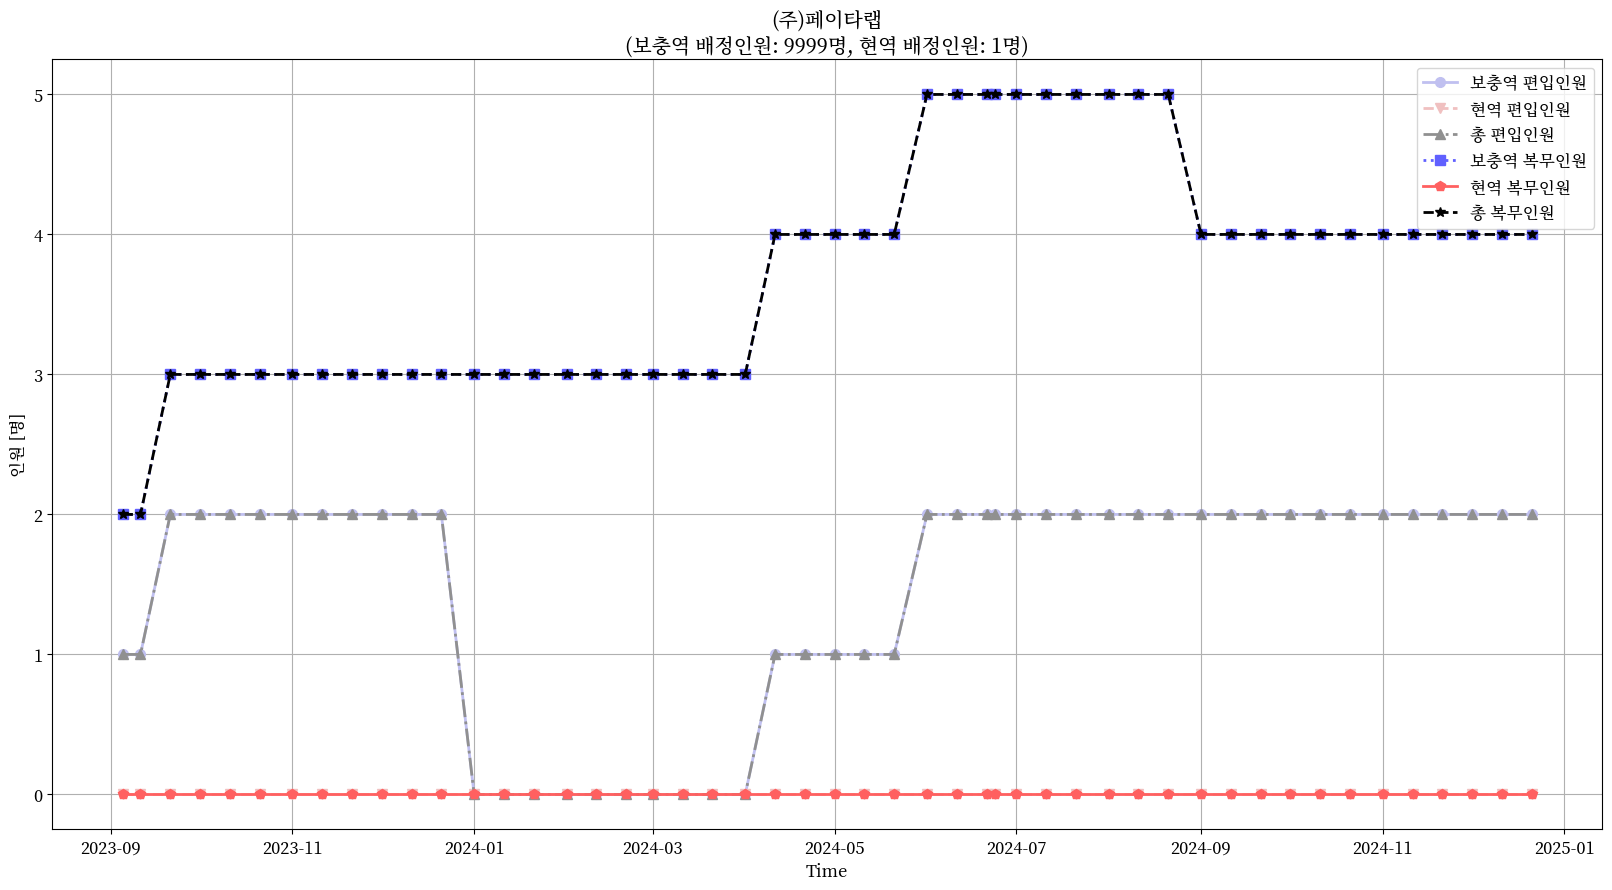 (주)페이타랩
(보충역 배정인원: 9999명, 현역 배정인원: 1명)
보충역 편입인원
현역 편입인원
총 편입인원
보충역 복무인원
현역 복무인원
총 복무인원
인원 [명]
5
4
3
2
1
0
2023-09
2023-11
2024-01
2024-03
2024-05
2024-07
2024-09
2024-11
2025-01
Time